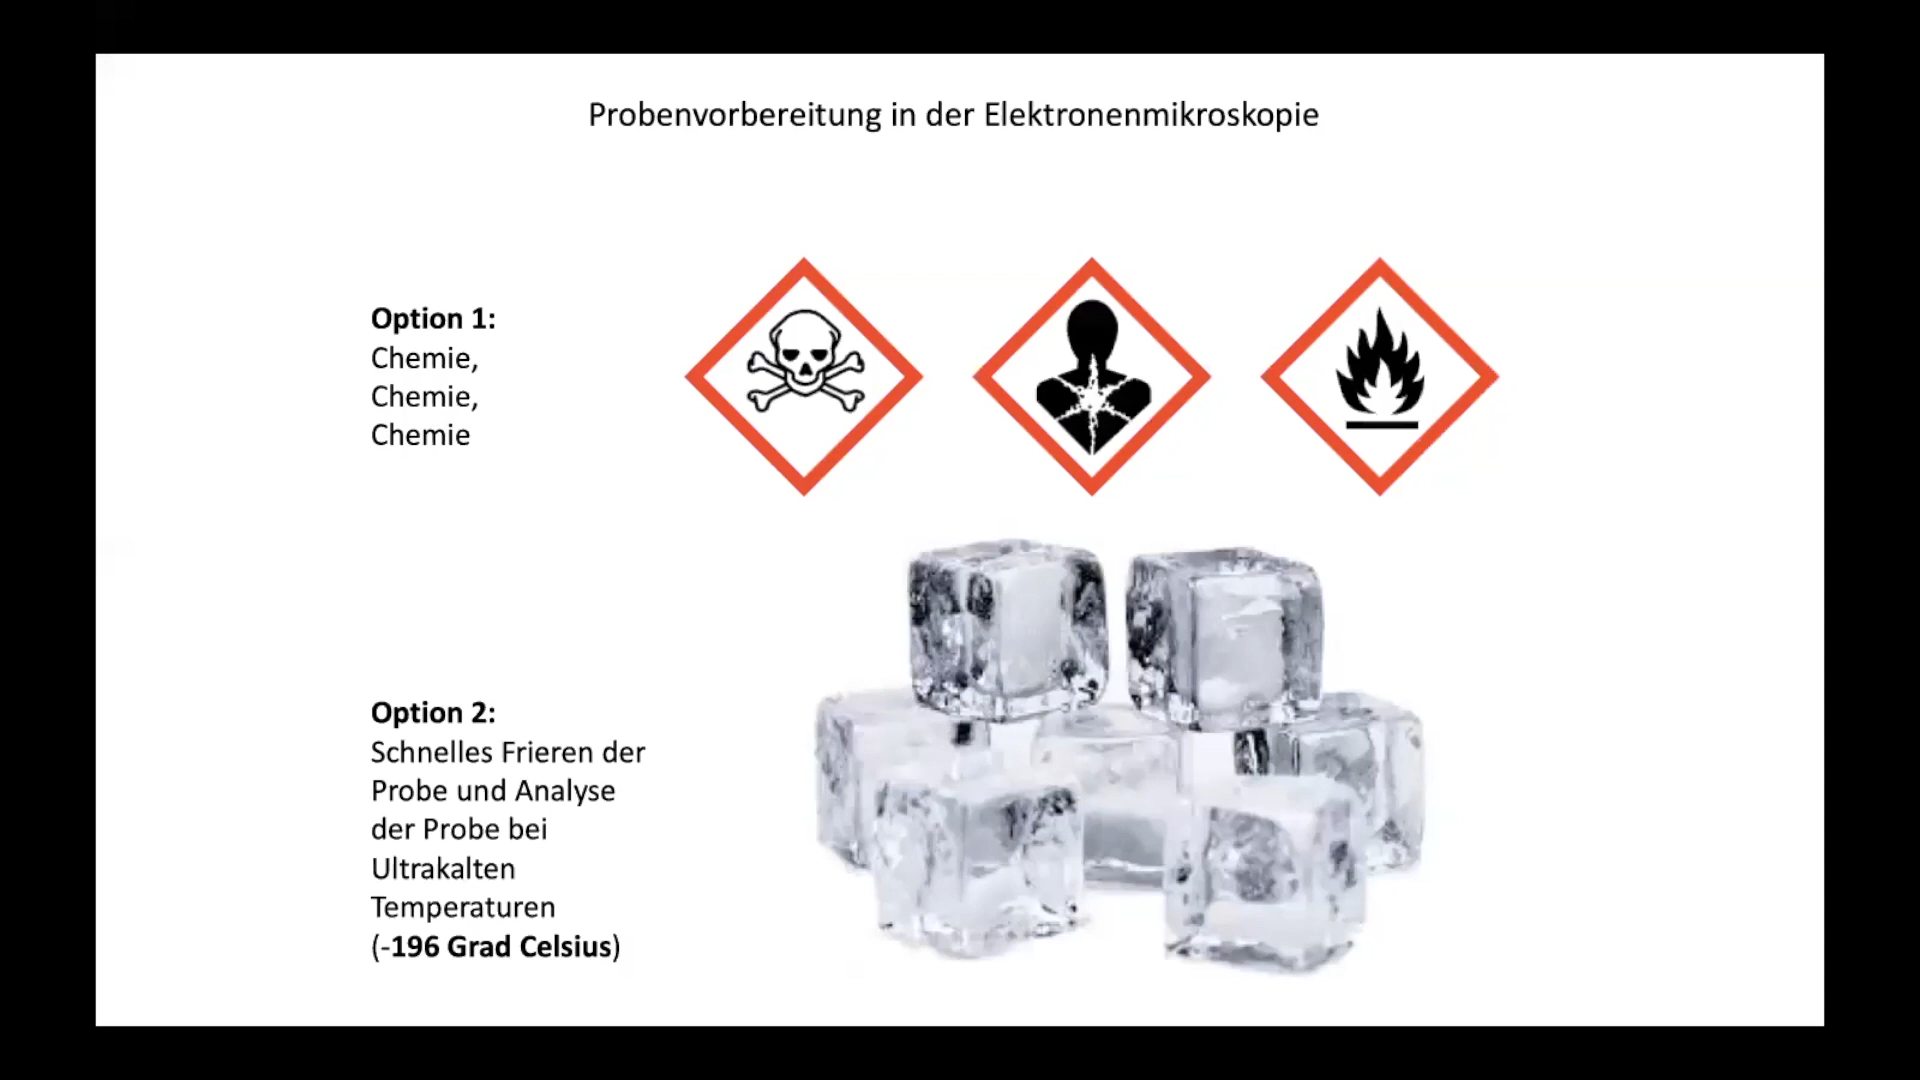 Probenvorbereitung in der Elektronenmikroskopie
Option 1:
Chemie,
Chemie,
Chemie
Option 2:
Schnelles Frieren der
Probe und Analyse
der Probe bei
Ultrakalten
Temperaturen
(-196 Grad Celsius)